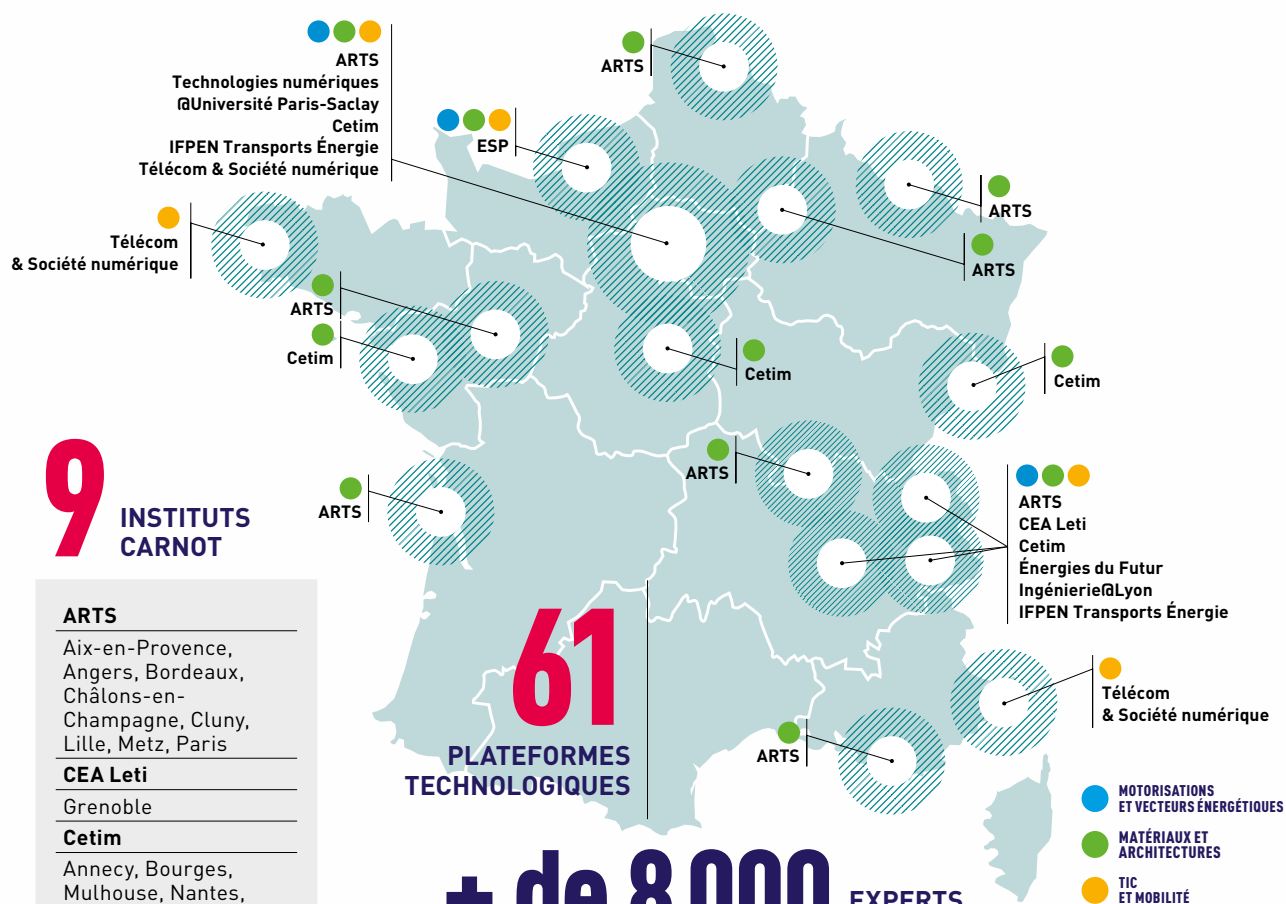 ARTS
Technologies numériques
@Université Paris-Saclay
Cetim
IFPEN Transports Énergie
Télécom & Société numérique
ARTS
ESP
ARTS
ARTS
Télécom
& Société numérique
ARTS
Cetim
Cetim
Cetim
ARTS
ARTS
ARTS
CEA Leti
Cetim
Énergies du Futur
Ingénierie@Lyon
IFPEN Transports Énergie
Télécom
& Société numérique
ARTS
9 INSTITUTS
CARNOT
ARTS
Aix-en-Provence,
Angers, Bordeaux,
Châlons-en-
Champagne, Cluny,
Lille, Metz, Paris
CEA Leti
Grenoble
Cetim
Annecy, Bourges,
Mulhouse, Nantes,
61
PLATEFORMES
TECHNOLOGIQUES
+ de 8 000 EXPERTS
MOTORISATIONS
ET VECTEURS ÉNERGÉTIQUES
MATÉRIAUX ET
ARCHITECTURES
TIC
ET MOBILITÉ